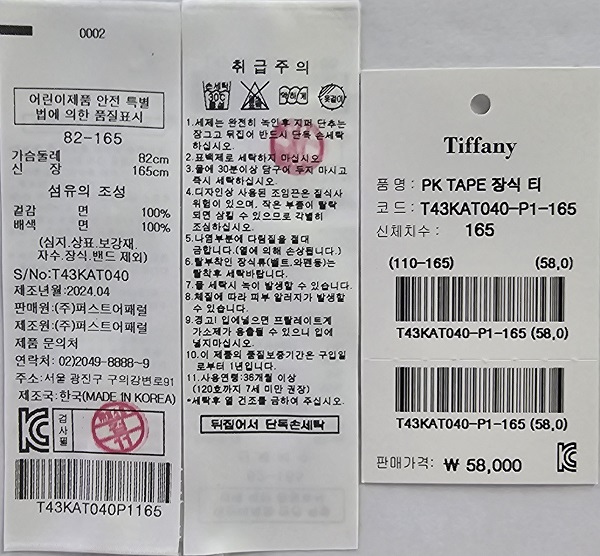 0002
어린이제품 안전 특별
법에 의한 품질표시
82-165
가슴둘레 82cm
신 장 165cm
섬유의 조성
겉감 면 100%
배색 면 100%
(심지.상표.보강재.
자수.장식.밴드 제외)
S/No:T43KAT040
제조년월:2024.04
판매원:(주)퍼스트어패럴
제조원:(주)퍼스트어패럴
제품 문의처
연락처: 02)2049-8888~9
주소: 서울 광진구 구의강변로91
제조국:한국(MADE IN KOREA)
검사필
T43KAT040P1165
취급주의
손세탁
30℃
중성
약하게
옷걸이
1.세제는 완전히 녹인후 지퍼 단추는
장그고 뒤집어 반드시 단독 손세탁
하십시오.
2.표백제로 세탁하지 마십시오
3.물에 30분이상 담구어 두지 마시고
즉시 세탁하십시오.
4.디자인상 사용된 조임끈은 질식사
위험이 있으며, 작은 부품이 탈락
되면 삼킬 수 있으므로 각별히
조심하십시오.
5.나염부분에 다림질을 절대
금합니다.(열에 의해 손상됩니다.)
6.탈부착인 장식류(벨트.와펜등)는
탈착후 세탁바랍니다.
7.물 세탁시 녹이 발생할 수 있습니다.
8.체질에 따라 피부 알러지가 발생할
수 있습니다.
9.경고! 입에넣으면 프탈레이트계
가소제가 용출될 수 있으니 입에
넣지마십시오.
10.이 제품의 품질보증기간은 구입일
로부터 1년입니다.
11.사용연령:36개월 이상
(120호까지 7세 미만 권장)
*세탁후 열 건조를 금하여 주십시오.
뒤집어서 단독손세탁
Tiffany
품 명 : PK TAPE 장식 티
코 드 : T43KAT040-P1-165
신체치수 : 165
(110-165) (58,0)
T43KAT040-P1-165 (58,0)
T43KAT040-P1-165 (58,0)
판매가격: ₩ 58,000